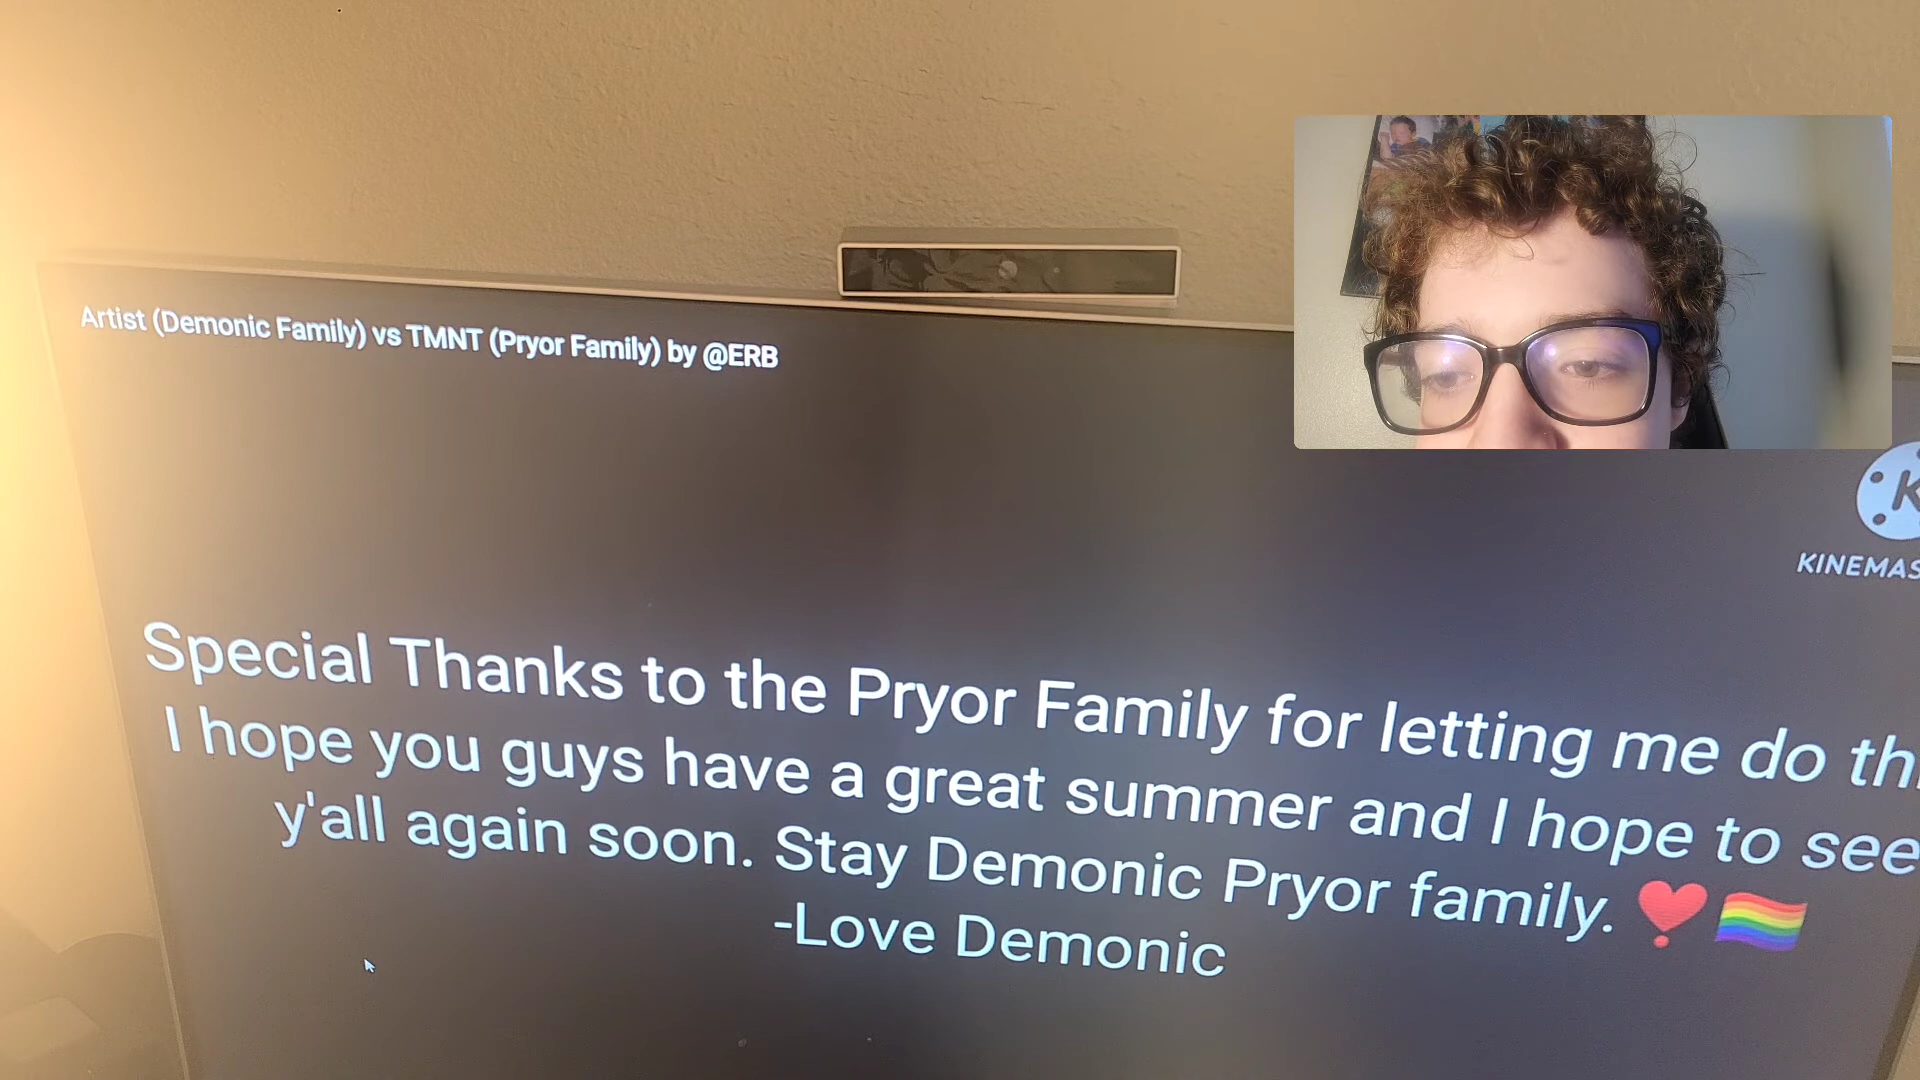 Artist (Demonic Family) vs TMNT (Pryor Family) by @ERB
KINEMAS
Special Thanks to the Pryor Family for letting me do thi
I hope you guys have a great summer and I hope to see
y'all again soon. Stay Demonic Pryor family. ❣️🏳️‍🌈
-Love Demonic